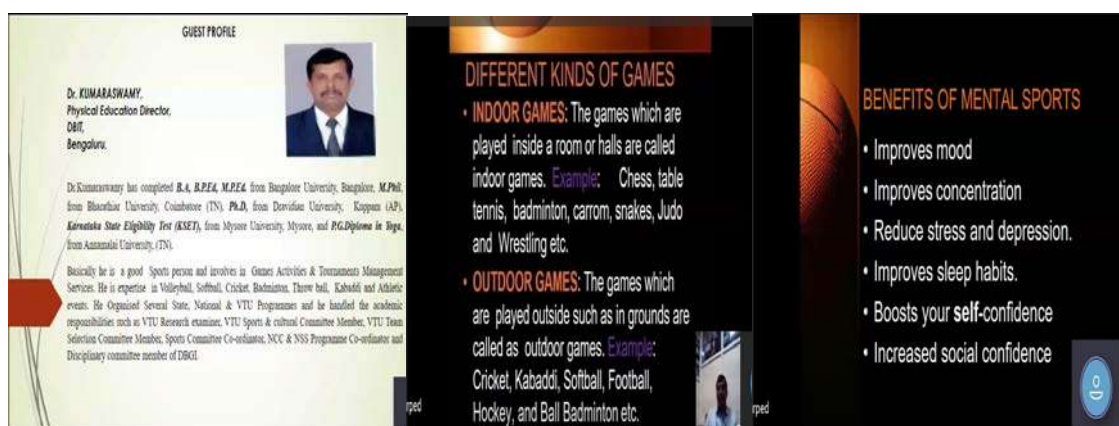 GUEST PROFILE
Dr. KUMARASWAMY,
Physical Education Director,
DBIT,
Bengaluru.
Dr.Kumaraswamy has completed B.A, B.P.Ed, M.P.Ed. from Bangalore University, Bangalore, M.Phil.
from Bharathiar University, Coimbatore (TN), Ph.D, from Dravidian University, Kuppam (AP),
Karnataka State Eligibility Test (KSET), from Mysore University, Mysore, and P.G.Diploma in Yoga,
from Annamalai University, (TN).
Basically he is a good Sports person and involves in Games Activities & Tournaments Management
Services. He is expertise in Volleyball, Softball, Cricket, Badminton, Throw ball, Kabaddi and Athletic
events. He Organised Several State, National & VTU Programmes and he handled the academic
responsibilities such as VTU Research examiner, VTU Sports & cultural Committee Member, VTU Team
Selection Committee Member, Sports Committee Co-ordinator, NCC & NSS Programme Co-ordinator and
Disciplinary committee member of DBGI.
DIFFERENT KINDS OF GAMES
• INDOOR GAMES: The games which are
played inside a room or halls are called
indoor games. Example: Chess, table
tennis, badminton, carrom, snakes, Judo
and Wrestling etc.
• OUTDOOR GAMES: The games which
are played outside such as in grounds are
called as outdoor games. Example:
Cricket, Kabaddi, Softball, Football,
Hockey, and Ball Badminton etc.
rped
BENEFITS OF MENTAL SPORTS
• Improves mood
• Improves concentration
• Reduce stress and depression.
• Improves sleep habits.
• Boosts your self-confidence
• Increased social confidence
rped